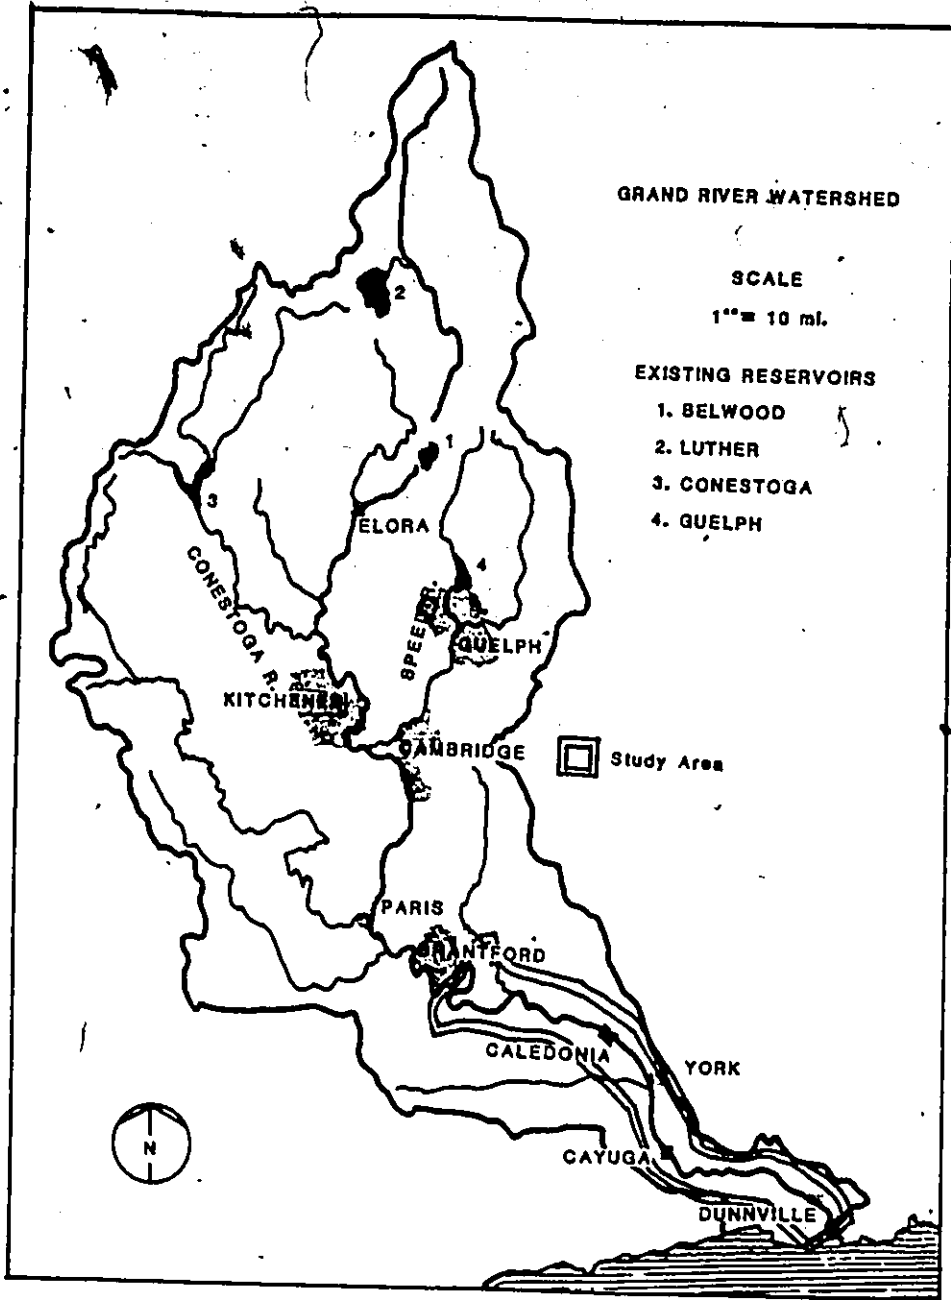 GRAND RIVER WATERSHED
SCALE
1"= 10 mi.
EXISTING RESERVOIRS
1. BELWOOD
2. LUTHER
3. CONESTOGA
4. GUELPH
2
1
3
ELORA
4
CONESTOGA R.
SPEED R.
GUELPH
KITCHENER
CAMBRIDGE
Study Area
PARIS
BRANTFORD
CALEDONIA
YORK
N
CAYUGA
DUNNVILLE